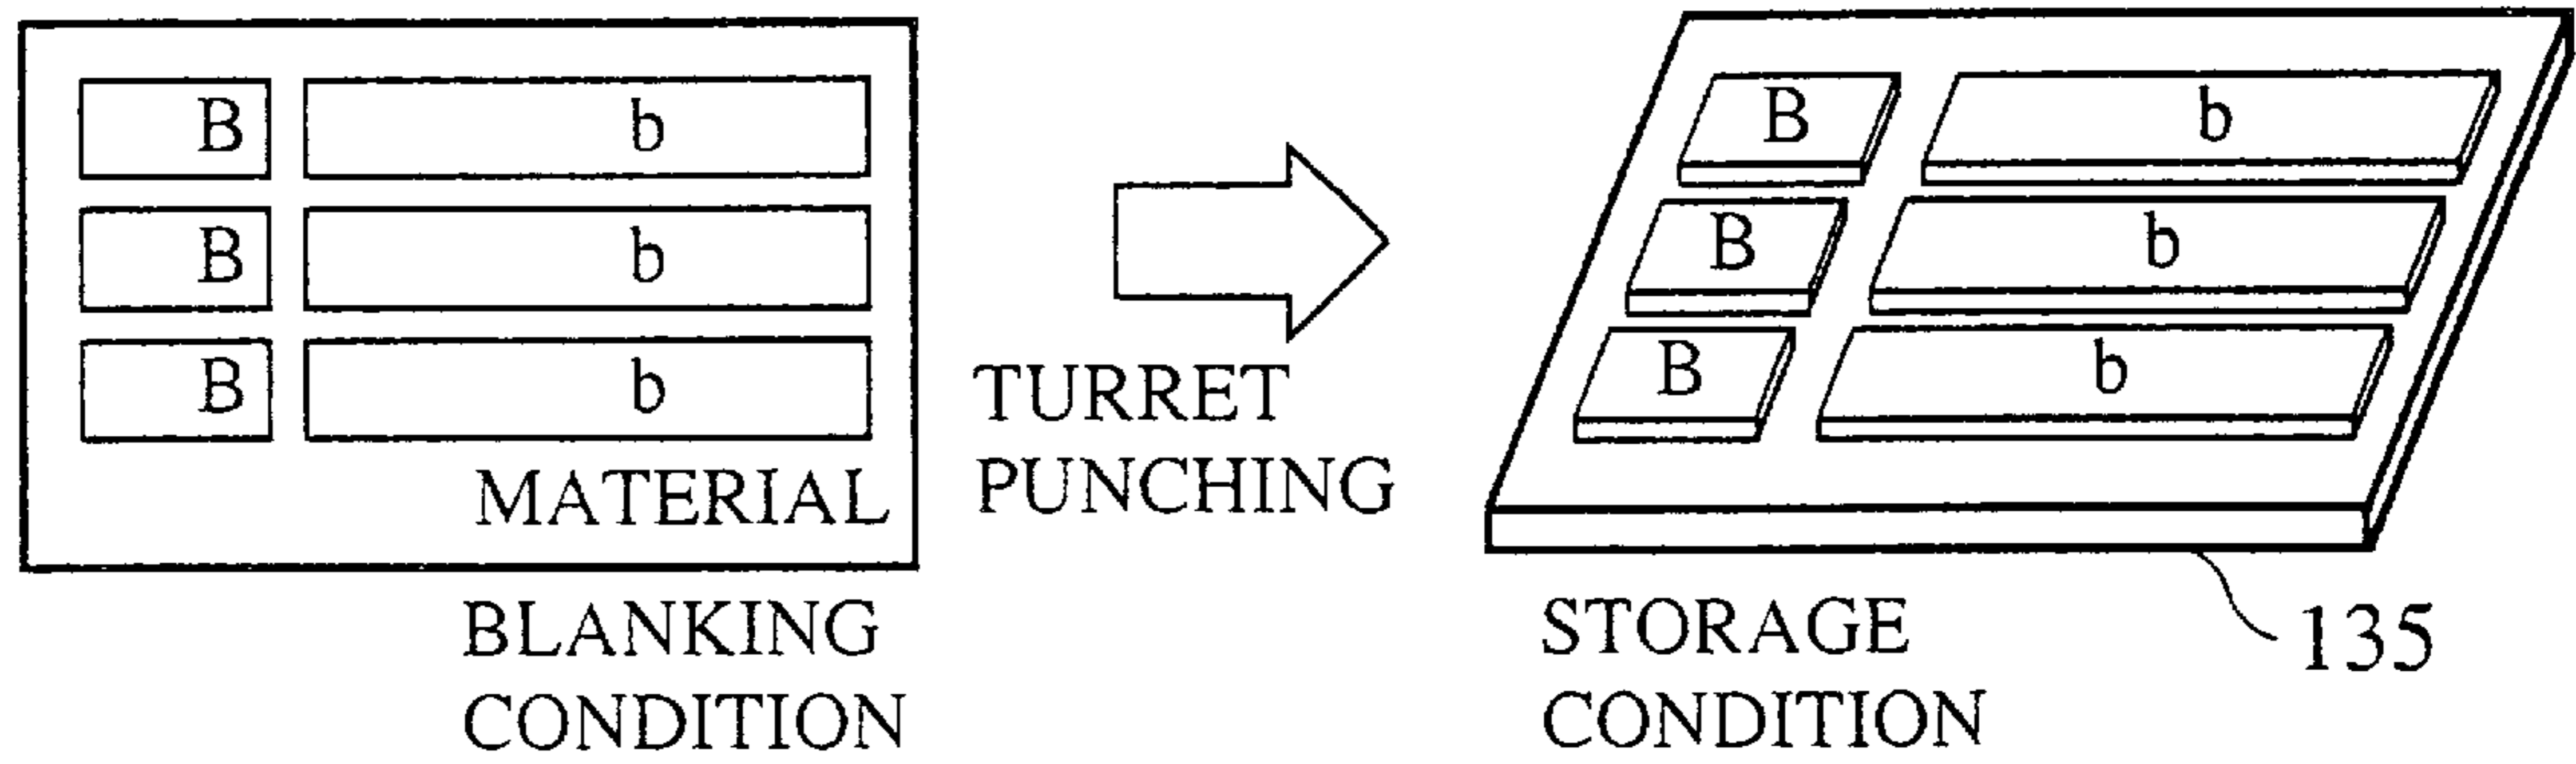 B b
B b
B b
MATERIAL
BLANKING
CONDITION
TURRET
PUNCHING
B b
B b
B b
STORAGE
CONDITION
135